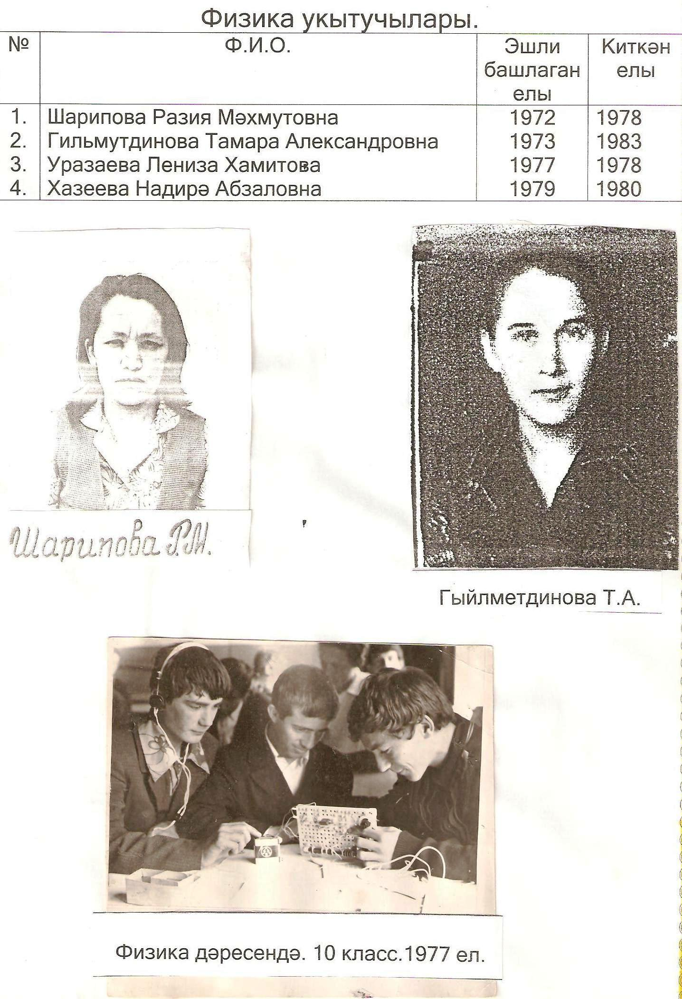 Физика укытучылары.
№ Ф.И.О. Эшли башлаган елы Киткән елы
1. Шарипова Разия Мәхмутовна 1972 1978
2. Гильмутдинова Тамара Александровна 1973 1983
3. Уразаева Лениза Хамитова 1977 1978
4. Хазеева Надирә Абзаловна 1979 1980
Шарипова Р.М.
Гыйлметдинова Т.А.
Физика дәресендә. 10 класс.1977 ел.